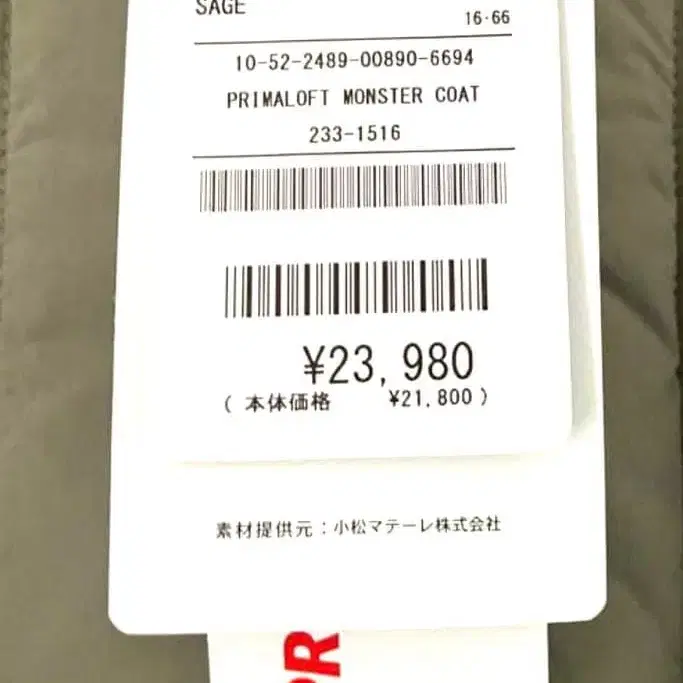 SAGE
16・66
10-52-2489-00890-6694
PRIMALOFT MONSTER COAT
233-1516
¥23,980
(本体価格 ¥21,800)
素材提供元：小松マテーレ株式会社
PR